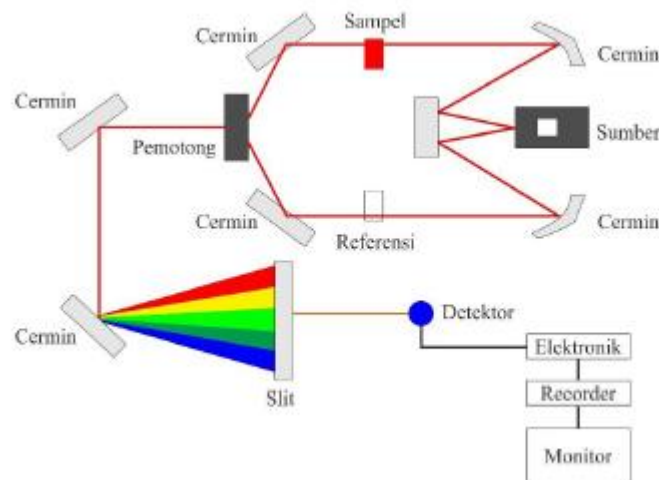 Cermin
Sampel
Cermin
Cermin
Pemotong
Sumber
Cermin
Referensi
Cermin
Cermin
Detektor
Elektronik
Slit
Recorder
Monitor